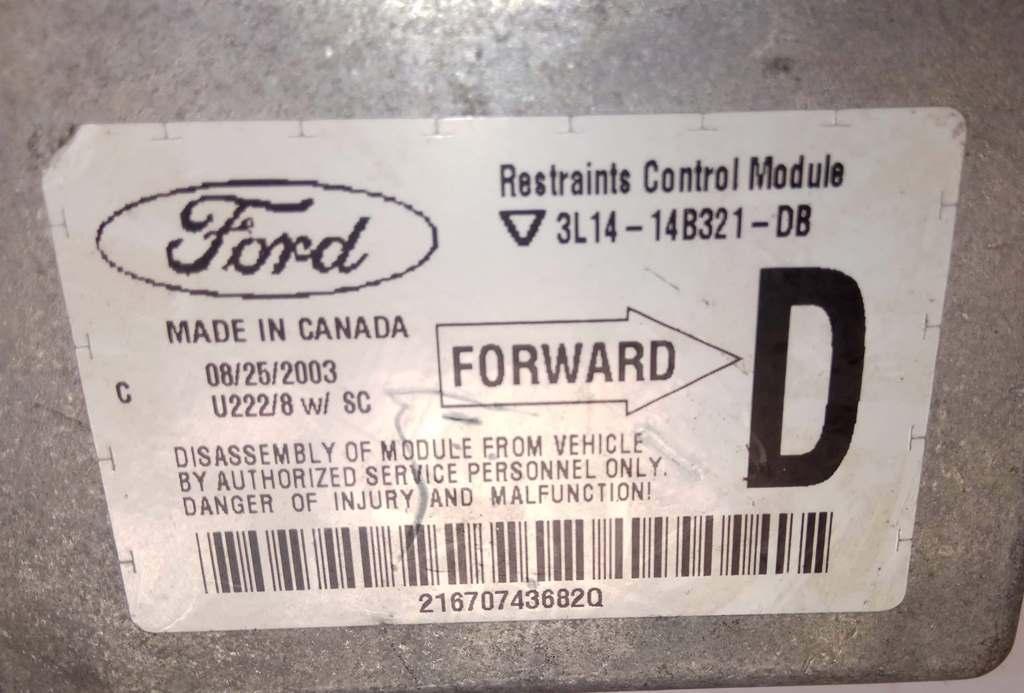 Ford
Restraints Control Module
3L14-14B321-DB
MADE IN CANADA
FORWARD
D
C
08/25/2003
U222/8 w/ SC
DISASSEMBLY OF MODULE FROM VEHICLE
BY AUTHORIZED SERVICE PERSONNEL ONLY.
DANGER OF INJURY AND MALFUNCTION!
21670743682Q